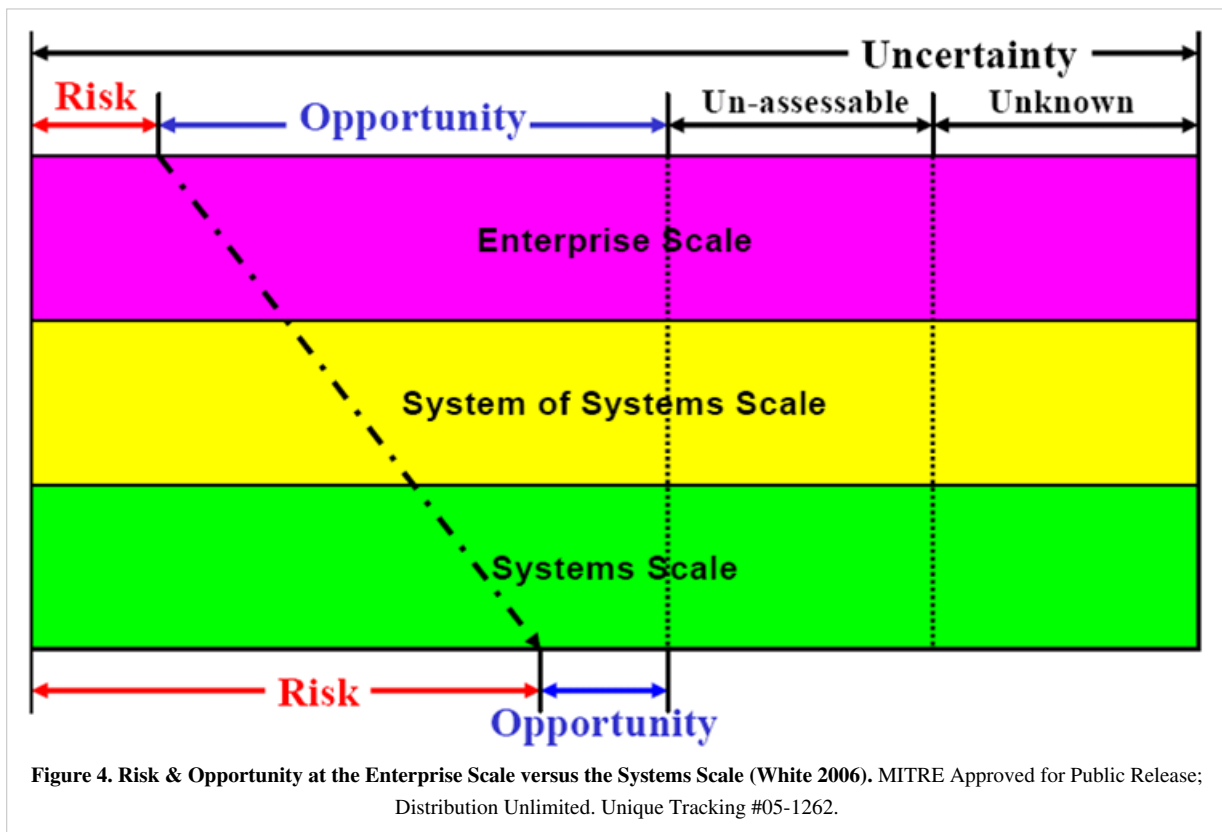 Uncertainty
Risk
Opportunity
Un-assessable
Unknown
Enterprise Scale
System of Systems Scale
Systems Scale
Risk
Opportunity
Figure 4. Risk & Opportunity at the Enterprise Scale versus the Systems Scale (White 2006). MITRE Approved for Public Release;
Distribution Unlimited. Unique Tracking #05-1262.